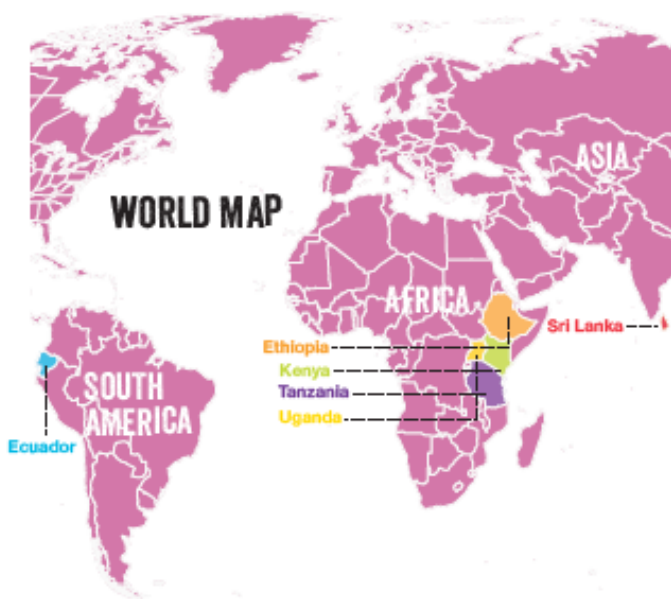 ASIA
WORLD MAP
AFRICA
Sri Lanka
Ethiopia
Kenya
Tanzania
Uganda
SOUTH
AMERICA
Ecuador